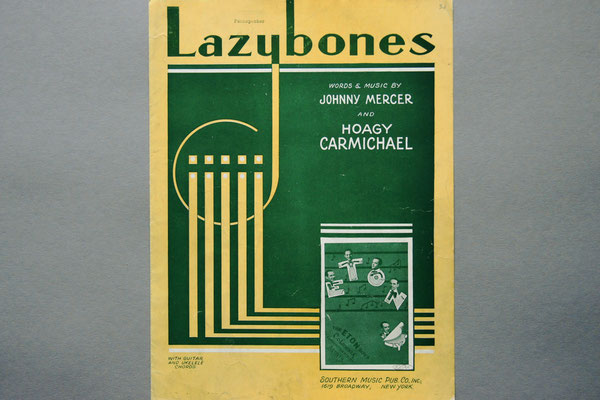 Lazybones
WORDS & MUSIC BY
JOHNNY MERCER
AND
HOAGY
CARMICHAEL
WITH GUITAR
AND UKELELE
CHORDS
SOUTHERN MUSIC PUB. CO. INC;
1619 BROADWAY, NEW YORK